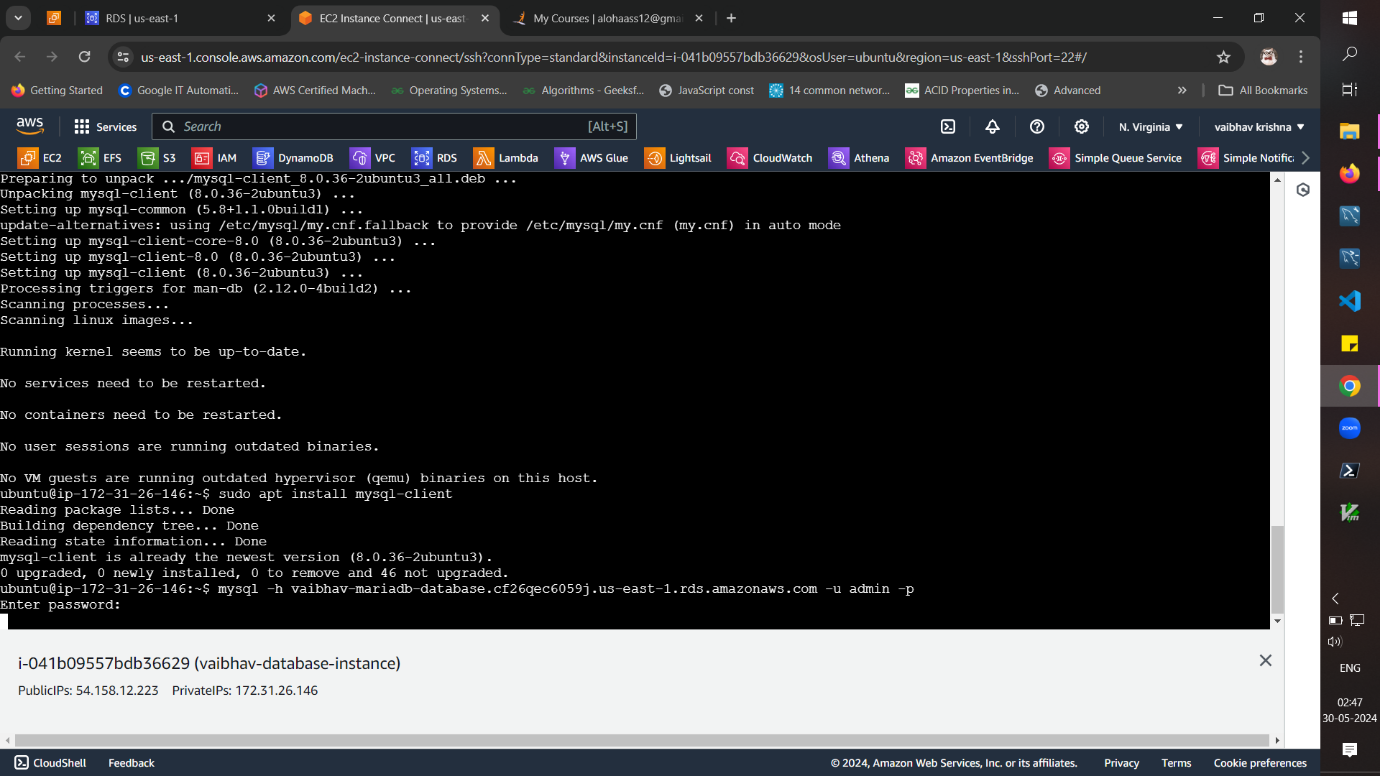 RDS | us-east-1
EC2 Instance Connect | us-east-
My Courses | alohaass12@gma
us-east-1.console.aws.amazon.com/ec2-instance-connect/ssh?connType=standard&instanceId=i-041b09557bdb36629&osUser=ubuntu&region=us-east-1&sshPort=22#/
Getting Started Google IT Automati... AWS Certified Mach... Operating Systems... Algorithms - Geeksf... JavaScript const 14 common networ... ACID Properties in... Advanced » All Bookmarks
aws Services Search [Alt+S] N. Virginia vaibhav krishna
EC2 EFS S3 IAM DynamoDB VPC RDS Lambda AWS Glue Lightsail CloudWatch Athena Amazon EventBridge Simple Queue Service Simple Notific
Preparing to unpack .../mysql-client_8.0.36-2ubuntu3_all.deb ...
Unpacking mysql-client (8.0.36-2ubuntu3) ...
Setting up mysql-common (5.8+1.1.0build1) ...
update-alternatives: using /etc/mysql/my.cnf.fallback to provide /etc/mysql/my.cnf (my.cnf) in auto mode
Setting up mysql-client-core-8.0 (8.0.36-2ubuntu3) ...
Setting up mysql-client-8.0 (8.0.36-2ubuntu3) ...
Setting up mysql-client (8.0.36-2ubuntu3) ...
Processing triggers for man-db (2.12.0-4build2) ...
Scanning processes...
Scanning linux images...
Running kernel seems to be up-to-date.
No services need to be restarted.
No containers need to be restarted.
No user sessions are running outdated binaries.
No VM guests are running outdated hypervisor (qemu) binaries on this host.
ubuntu@ip-172-31-26-146:~$ sudo apt install mysql-client
Reading package lists... Done
Building dependency tree... Done
Reading state information... Done
mysql-client is already the newest version (8.0.36-2ubuntu3).
0 upgraded, 0 newly installed, 0 to remove and 46 not upgraded.
ubuntu@ip-172-31-26-146:~$ mysql -h vaibhav-mariadb-database.cf26qec6059j.us-east-1.rds.amazonaws.com -u admin -p
Enter password:
i-041b09557bdb36629 (vaibhav-database-instance)
PublicIPs: 54.158.12.223 PrivateIPs: 172.31.26.146
CloudShell Feedback © 2024, Amazon Web Services, Inc. or its affiliates. Privacy Terms Cookie preferences
zoom
ENG
02:47
30-05-2024